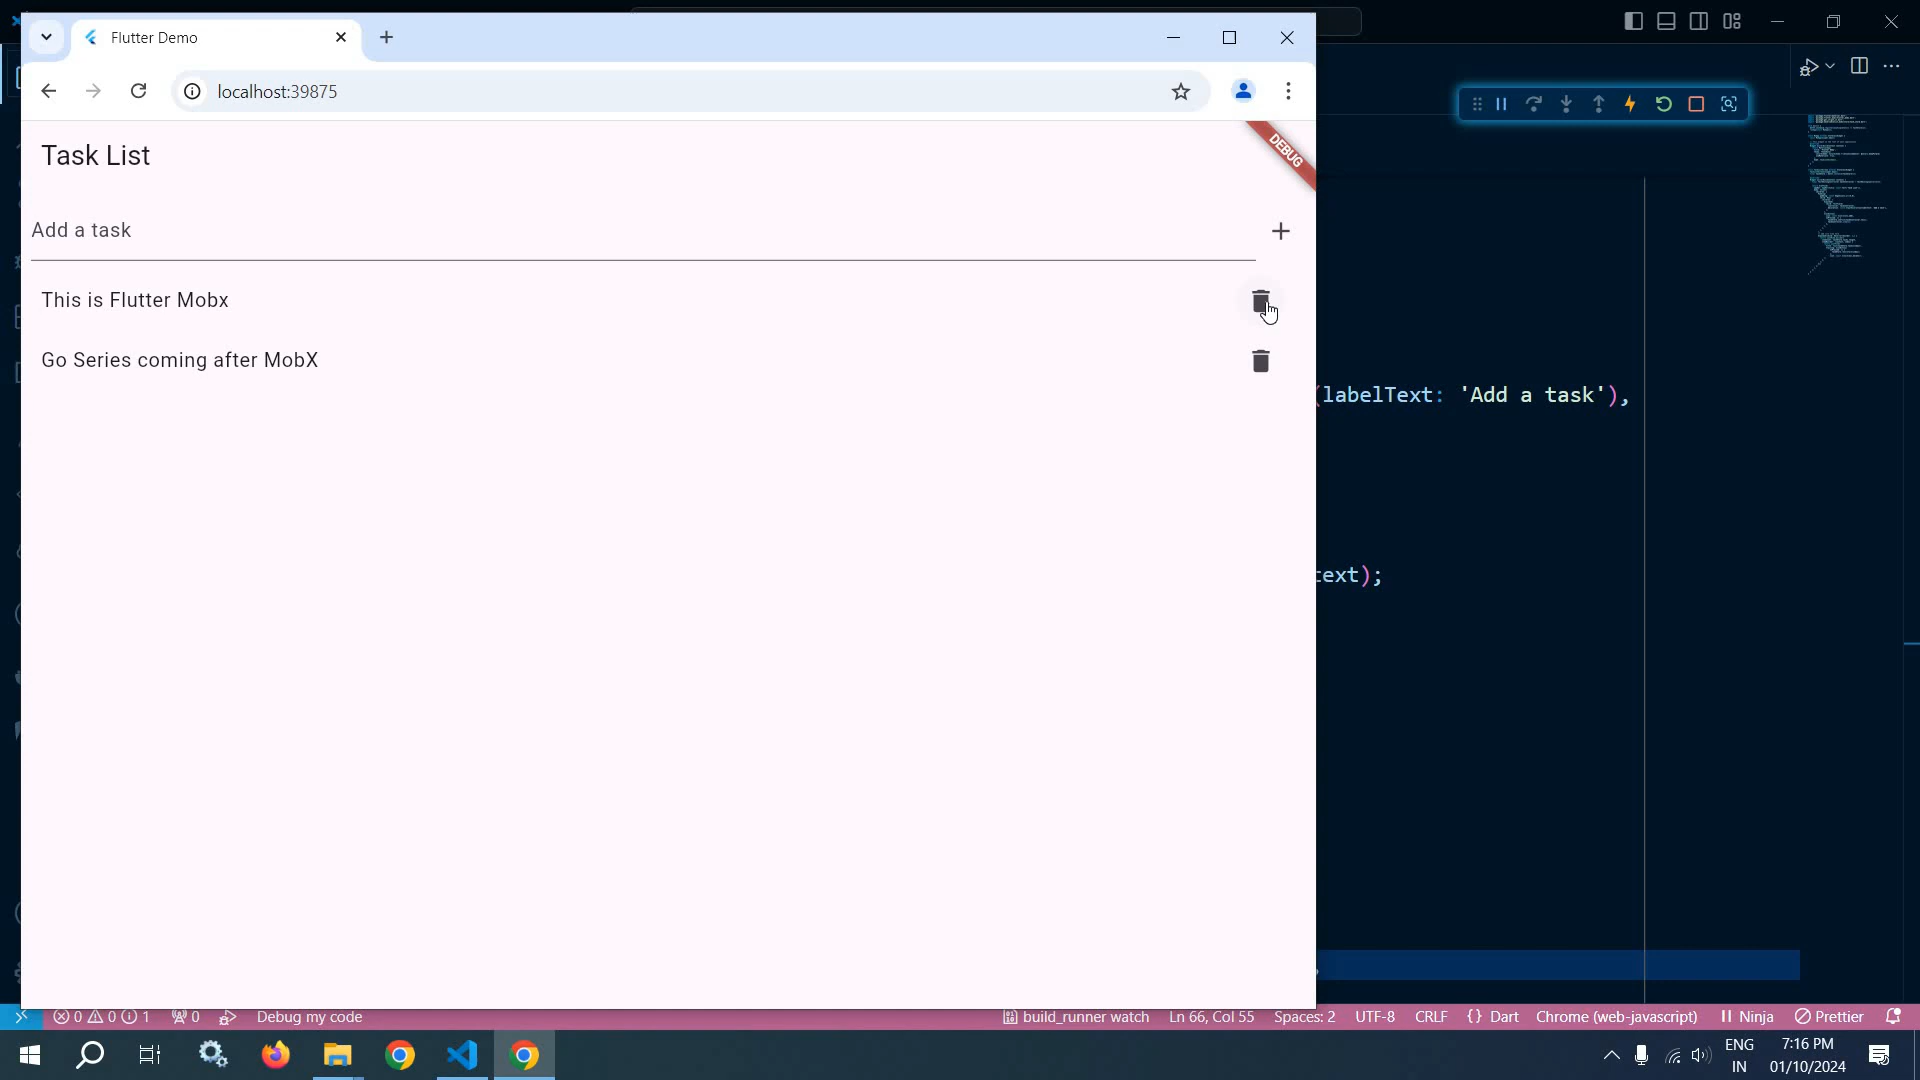 Flutter Demo
localhost:39875
Task List
DEBUG
Add a task
This is Flutter Mobx
Go Series coming after MobX
(labelText: 'Add a task'),
text);
0 0 1 0 Debug my code build_runner watch Ln 66, Col 55 Spaces: 2 UTF-8 CRLF {} Dart Chrome (web-javascript) Ninja Prettier
ENG
IN
7:16 PM
01/10/2024